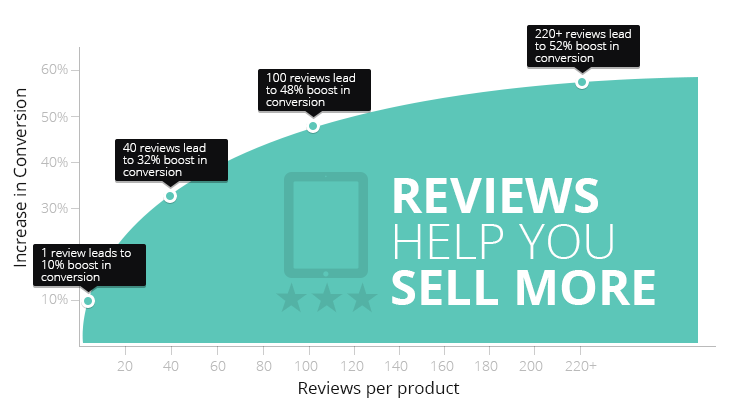 220+ reviews lead
to 52% boost in
conversion
100 reviews lead
to 48% boost in
conversion
40 reviews lead
to 32% boost in
conversion
1 review leads to
10% boost in
conversion
Increase in Conversion
60%
50%
40%
30%
10%
REVIEWS
HELP YOU
SELL MORE
20 40 60 80 100 120 140 160 180 200 220+
Reviews per product